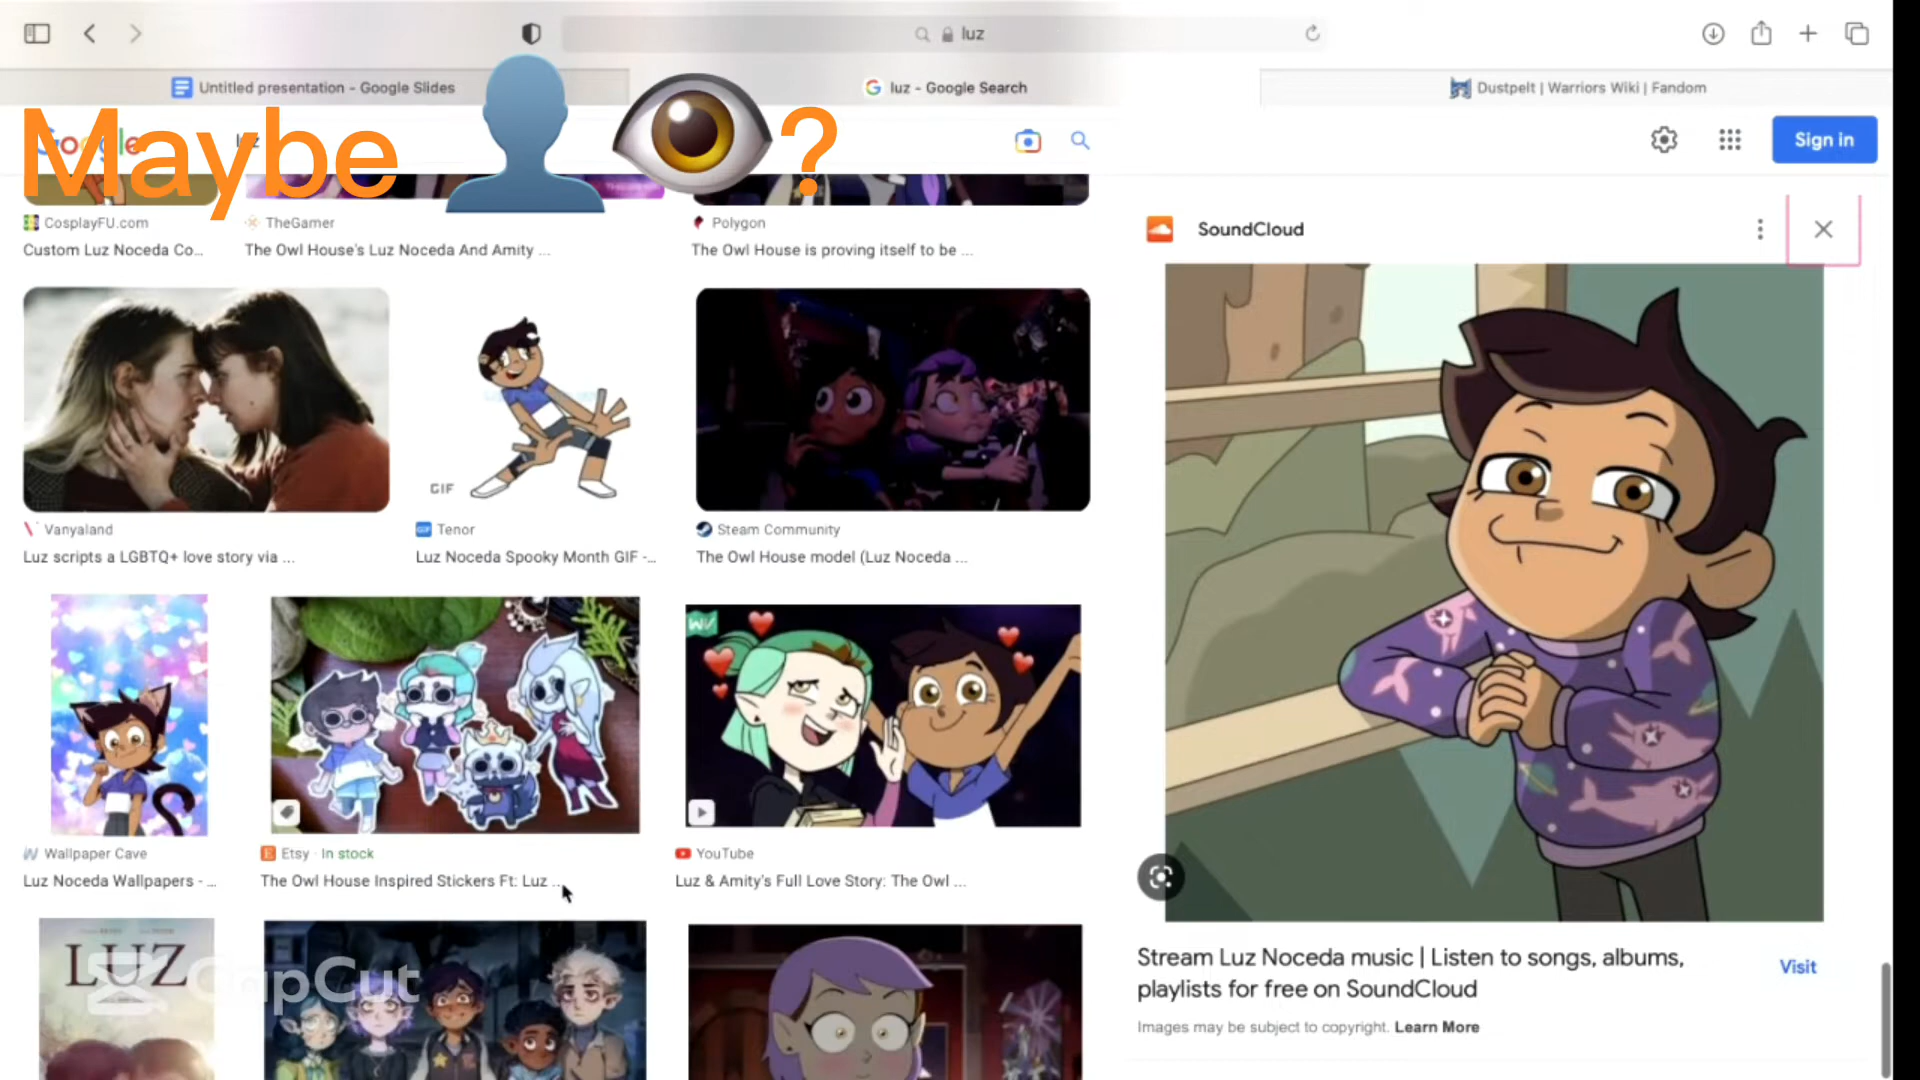 luz
Untitled presentation - Google Slides
luz - Google Search
Dustpelt | Warriors Wiki | Fandom
Maybe 👤👁️?
Google
luz
Sign in
CosplayFU.com
Custom Luz Noceda Co...
TheGamer
The Owl House's Luz Noceda And Amity ...
Polygon
The Owl House is proving itself to be ...
SoundCloud
GIF
Vanyaland
Luz scripts a LGBTQ+ love story via ...
GIF Tenor
Luz Noceda Spooky Month GIF -...
Steam Community
The Owl House model (Luz Noceda ...
WV
Wallpaper Cave
Luz Noceda Wallpapers - ...
Etsy · In stock
The Owl House Inspired Stickers Ft: Luz ...
YouTube
Luz & Amity's Full Love Story: The Owl ...
LUZ
CapCut
Stream Luz Noceda music | Listen to songs, albums,
playlists for free on SoundCloud
Visit
Images may be subject to copyright. Learn More